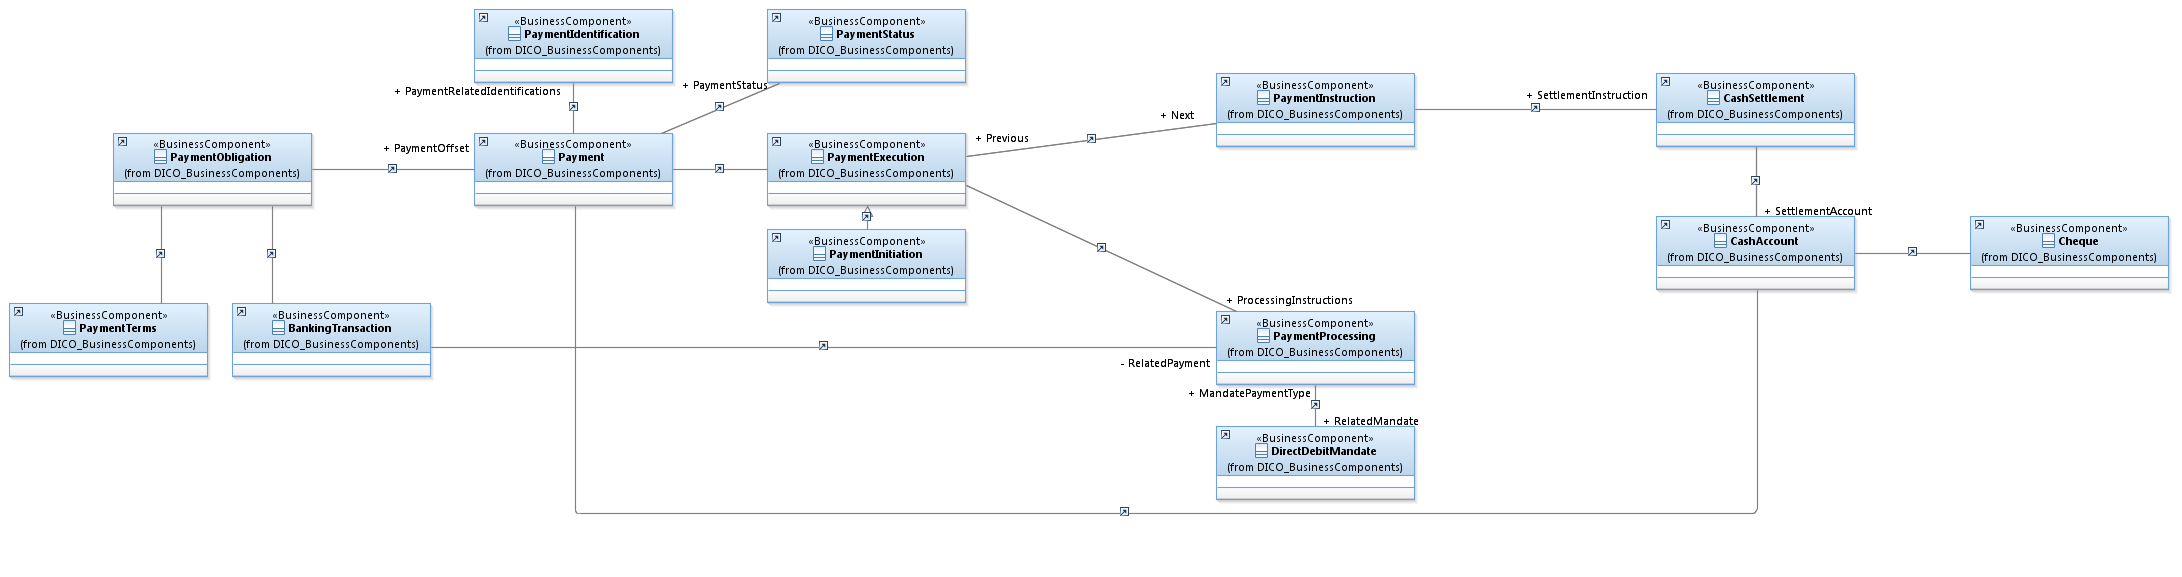 «BusinessComponent»
PaymentIdentification
(from DICO_BusinessComponents)
«BusinessComponent»
PaymentStatus
(from DICO_BusinessComponents)
+ PaymentRelatedIdentifications
+ PaymentStatus
«BusinessComponent»
PaymentInstruction
(from DICO_BusinessComponents)
+ SettlementInstruction
«BusinessComponent»
CashSettlement
(from DICO_BusinessComponents)
«BusinessComponent»
PaymentObligation
(from DICO_BusinessComponents)
+ PaymentOffset
«BusinessComponent»
Payment
(from DICO_BusinessComponents)
«BusinessComponent»
PaymentExecution
(from DICO_BusinessComponents)
+ Previous
+ Next
«BusinessComponent»
PaymentInitiation
(from DICO_BusinessComponents)
+ SettlementAccount
«BusinessComponent»
CashAccount
(from DICO_BusinessComponents)
«BusinessComponent»
Cheque
(from DICO_BusinessComponents)
«BusinessComponent»
PaymentTerms
(from DICO_BusinessComponents)
«BusinessComponent»
BankingTransaction
(from DICO_BusinessComponents)
+ ProcessingInstructions
«BusinessComponent»
PaymentProcessing
(from DICO_BusinessComponents)
- RelatedPayment
+ MandatePaymentType
+ RelatedMandate
«BusinessComponent»
DirectDebitMandate
(from DICO_BusinessComponents)